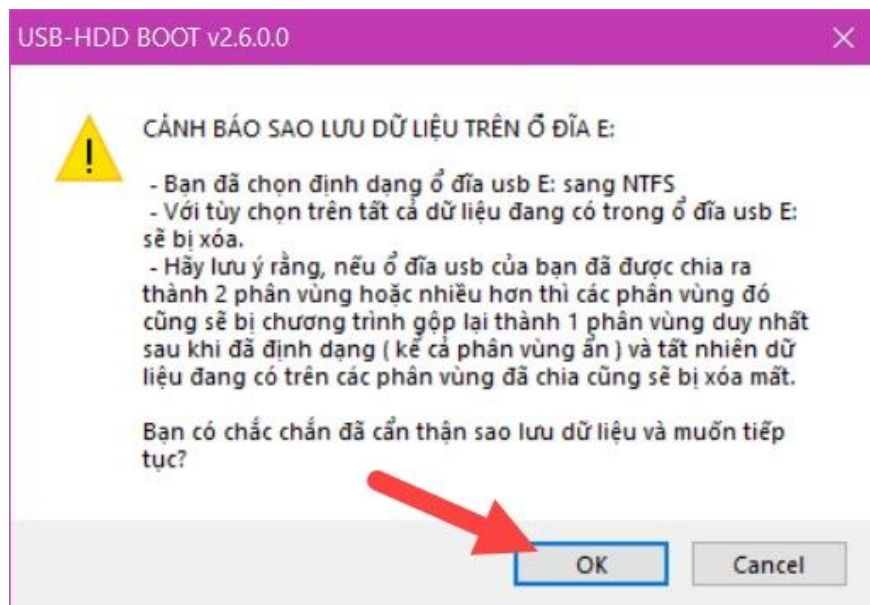 USB-HDD BOOT v2.6.0.0
CẢNH BÁO SAO LƯU DỮ LIỆU TRÊN Ổ ĐĨA E:
- Bạn đã chọn định dạng ổ đĩa usb E: sang NTFS
- Với tùy chọn trên tất cả dữ liệu đang có trong ổ đĩa usb E:
sẽ bị xóa.
- Hãy lưu ý rằng, nếu ổ đĩa usb của bạn đã được chia ra
thành 2 phân vùng hoặc nhiều hơn thì các phân vùng đó
cũng sẽ bị chương trình gộp lại thành 1 phân vùng duy nhất
sau khi đã định dạng ( kể cả phân vùng ẩn ) và tất nhiên dữ
liệu đang có trên các phân vùng đã chia cũng sẽ bị xóa mất.
Bạn có chắc chắn đã cẩn thận sao lưu dữ liệu và muốn tiếp
tục?
OK Cancel